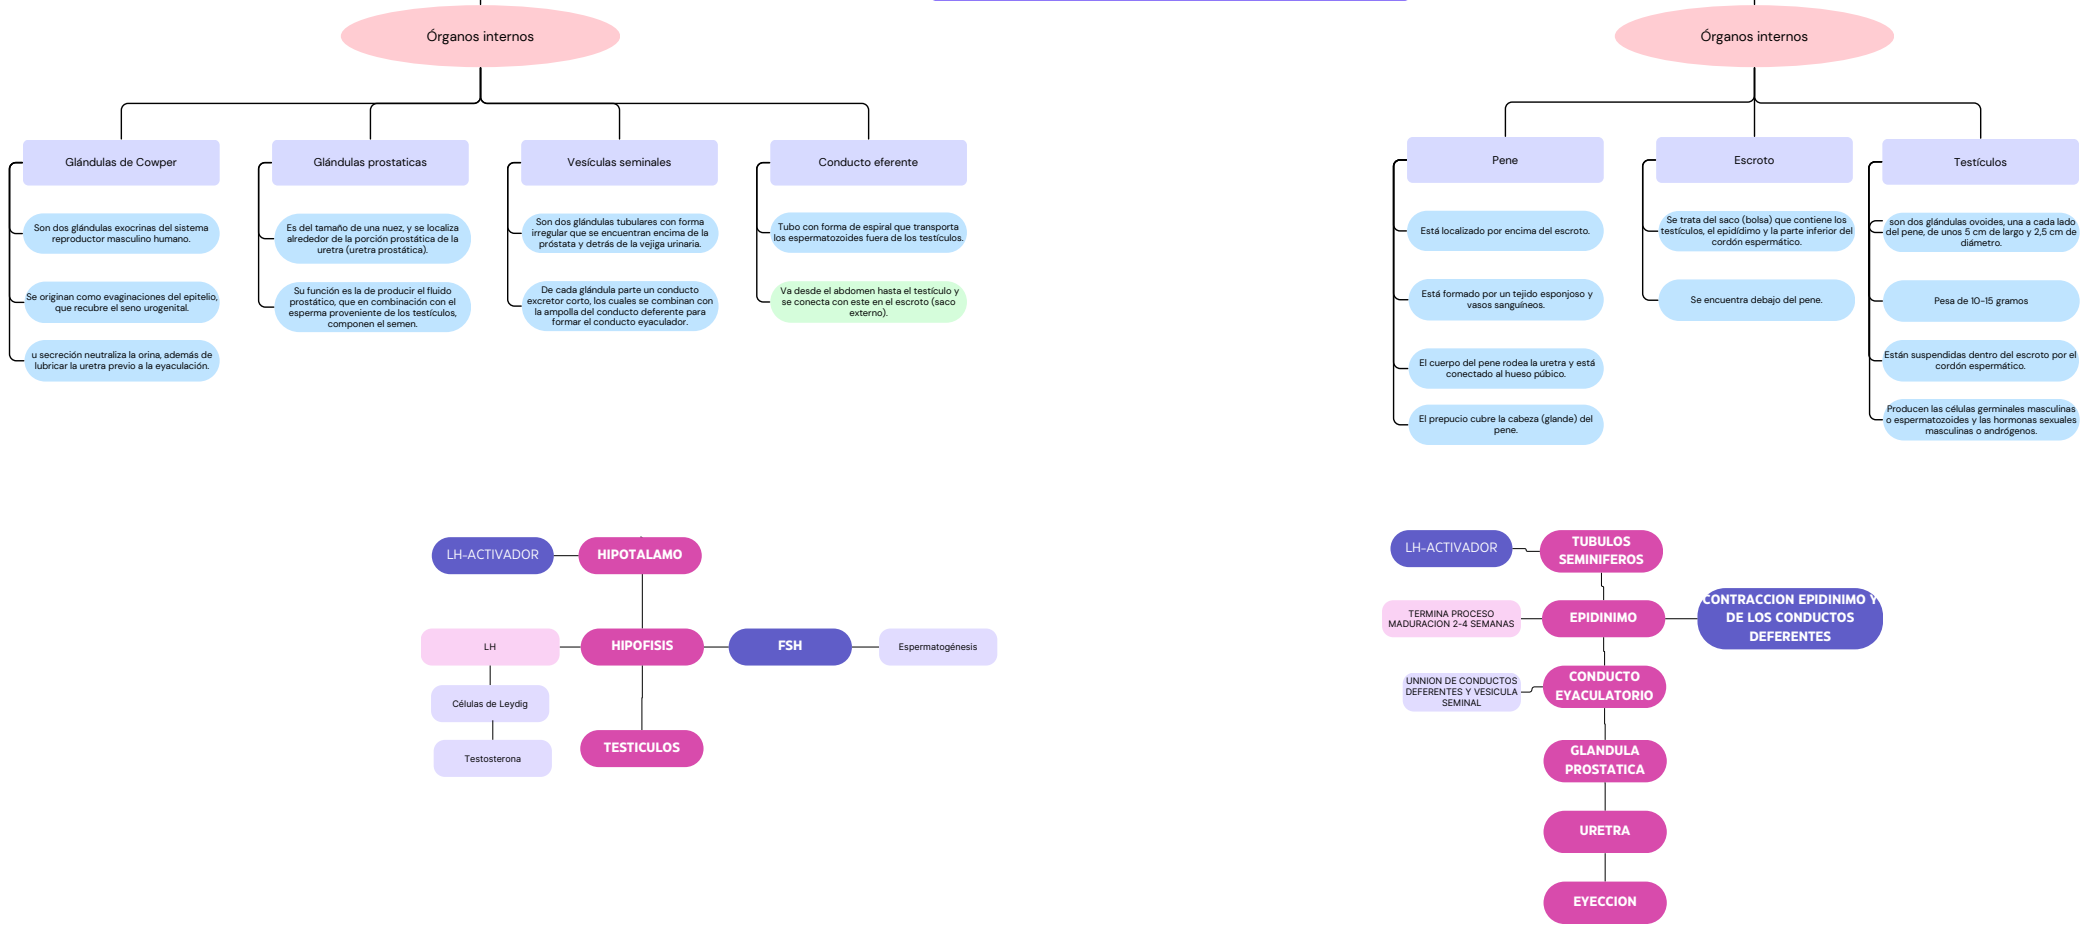 Órganos internos
Glándulas de Cowper
Son dos glándulas exocrinas del sistema
reproductor masculino humano.
Se originan como evaginaciones del epitelio,
que recubre el seno urogenital.
u secreción neutraliza la orina, además de
lubricar la uretra previo a la eyaculación.
Glándulas prostaticas
Es del tamaño de una nuez, y se localiza
alrededor de la porción prostática de la
uretra (uretra prostática).
Su función es la de producir el fluido
prostático, que en combinación con el
esperma proveniente de los testículos,
componen el semen.
Vesículas seminales
Son dos glándulas tubulares con forma
irregular que se encuentran encima de la
próstata y detrás de la vejiga urinaria.
De cada glándula parte un conducto
excretor corto, los cuales se combinan con
la ampolla del conducto deferente para
formar el conducto eyaculador.
Conducto eferente
Tubo con forma de espiral que transporta
los espermatozoides fuera de los testículos.
Va desde el abdomen hasta el testículo y
se conecta con este en el escroto (saco
externo).
Órganos internos
Pene
Está localizado por encima del escroto.
Está formado por un tejido esponjoso y
vasos sanguíneos.
El cuerpo del pene rodea la uretra y está
conectado al hueso púbico.
El prepucio cubre la cabeza (glande) del
pene.
Escroto
Se trata del saco (bolsa) que contiene los
testículos, el epidídimo y la parte inferior del
cordón espermático.
Se encuentra debajo del pene.
Testículos
son dos glándulas ovoides, una a cada lado
del pene, de unos 5 cm de largo y 2,5 cm de
diámetro.
Pesa de 10-15 gramos
Están suspendidas dentro del escroto por el
cordón espermático.
Producen las células germinales masculinas
o espermatozoides y las hormonas sexuales
masculinas o andrógenos.
LH-ACTIVADOR
HIPOTALAMO
LH
HIPOFISIS
FSH
Espermatogénesis
Células de Leydig
Testosterona
TESTICULOS
LH-ACTIVADOR
TUBULOS
SEMINIFEROS
TERMINA PROCESO
MADURACION 2-4 SEMANAS
EPIDINIMO
CONTRACCION EPIDINIMO Y
DE LOS CONDUCTOS
DEFERENTES
UNNION DE CONDUCTOS
DEFERENTES Y VESICULA
SEMINAL
CONDUCTO
EYACULATORIO
GLANDULA
PROSTATICA
URETRA
EYECCION